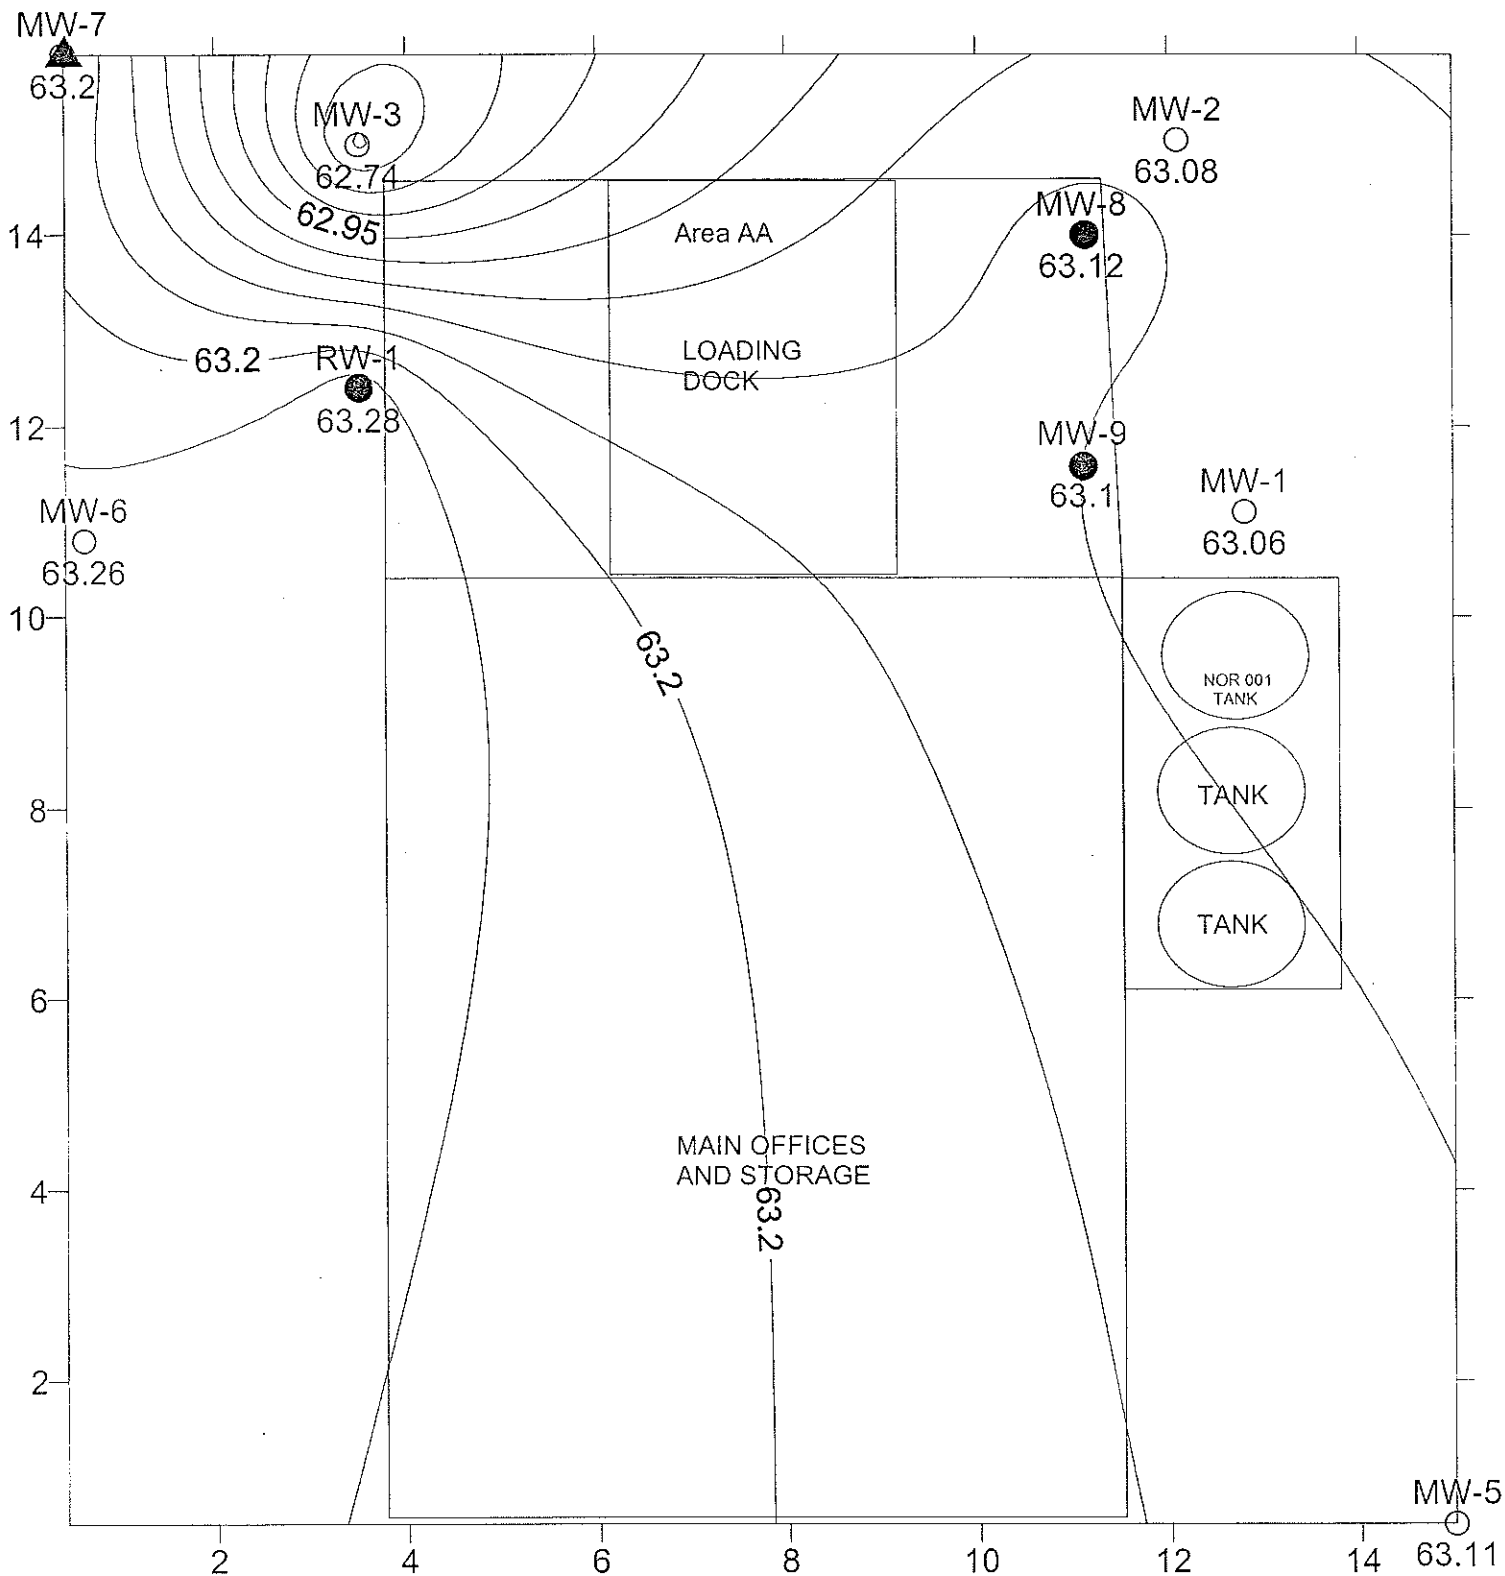 MW-7
63.2
MW-3
62.74
MW-2
63.08
62.95
Area AA
MW-8
63.12
14
LOADING
DOCK
63.2
RW-1
63.28
12
MW-9
63.1
MW-1
63.06
MW-6
63.26
10
63.2
NOR 001
TANK
8
TANK
TANK
6
MAIN OFFICES
AND STORAGE
4
63.2
2
MW-5
63.11
2 4 6 8 10 12 14